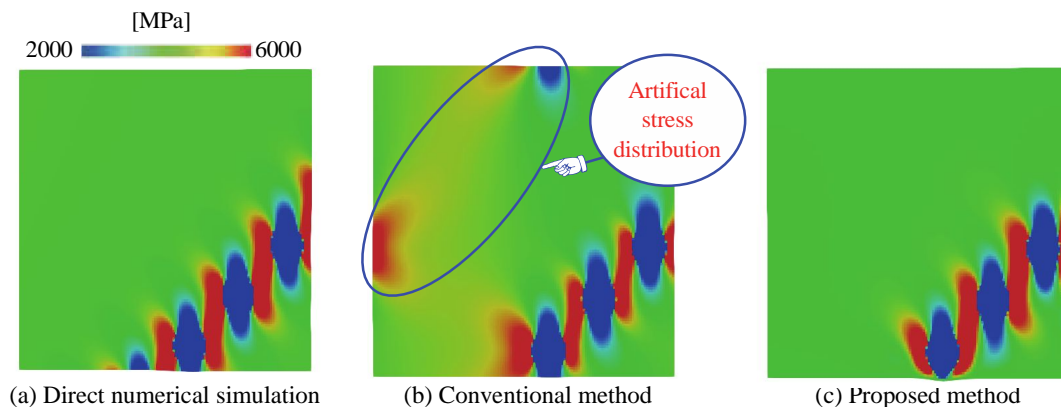 [MPa]
2000 6000
Artifical
stress
distribution
(a) Direct numerical simulation (b) Conventional method (c) Proposed method